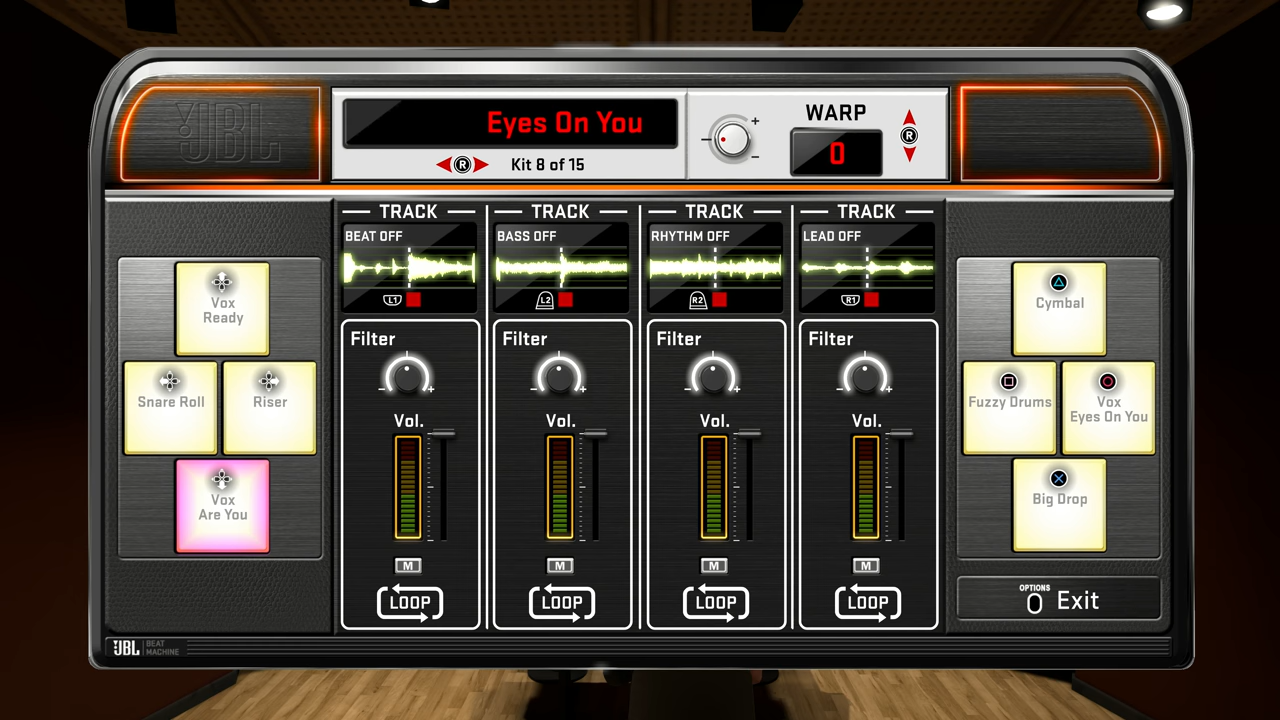 JBL
Eyes On You
R
Kit 8 of 15
+
−
−
WARP
0
R
TRACK
TRACK
TRACK
TRACK
BEAT OFF
BASS OFF
RHYTHM OFF
LEAD OFF
L1
L2
R2
R1
Vox
Ready
Snare Roll
Riser
Vox
Are You
Filter
Filter
Filter
Filter
− +
− +
− +
− +
Vol.
Vol.
Vol.
Vol.
M
M
M
M
LOOP
LOOP
LOOP
LOOP
Cymbal
Fuzzy Drums
Vox
Eyes On You
Big Drop
OPTIONS
Exit
JBL
BEAT
MACHINE